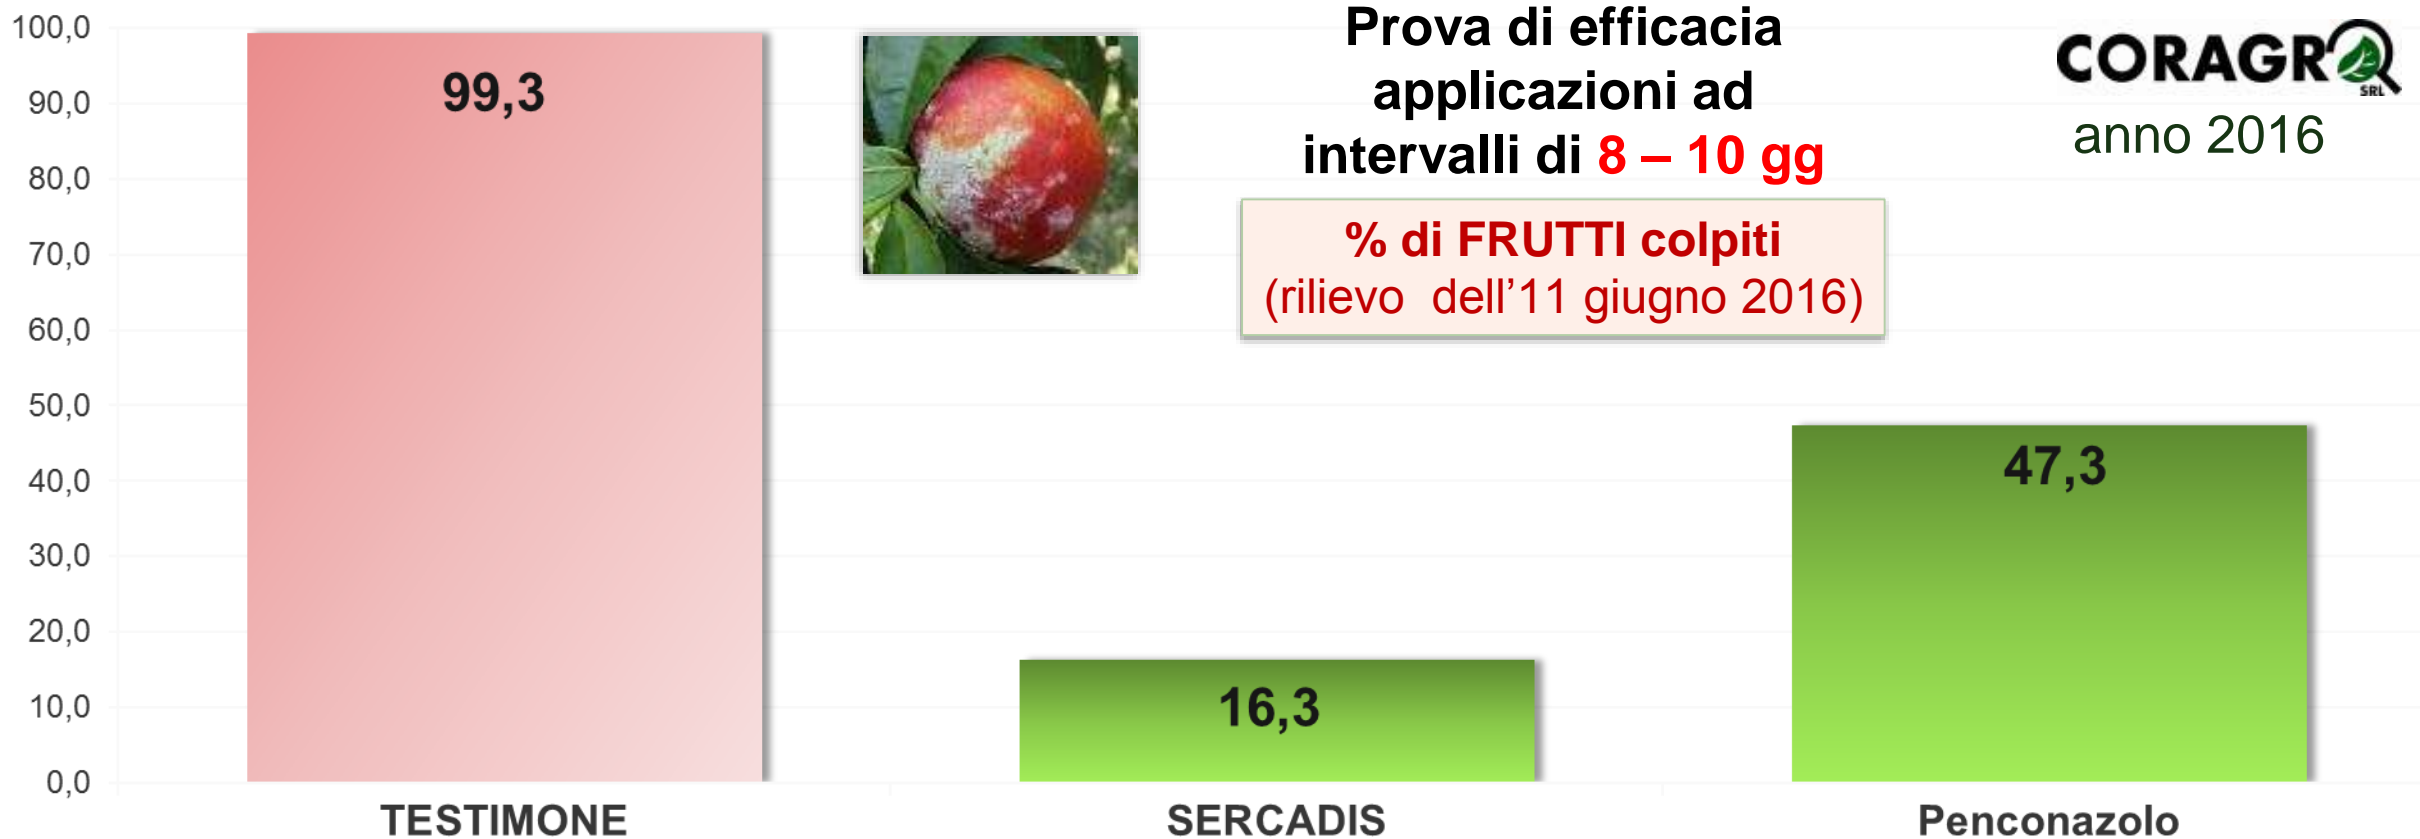 Prova di efficacia
applicazioni ad
intervalli di 8 – 10 gg
CORAGRO
SRL
anno 2016
% di FRUTTI colpiti
(rilievo dell’11 giugno 2016)
100,0
90,0
80,0
70,0
60,0
50,0
40,0
30,0
20,0
10,0
0,0
99,3
16,3
47,3
TESTIMONE
SERCADIS
Penconazolo